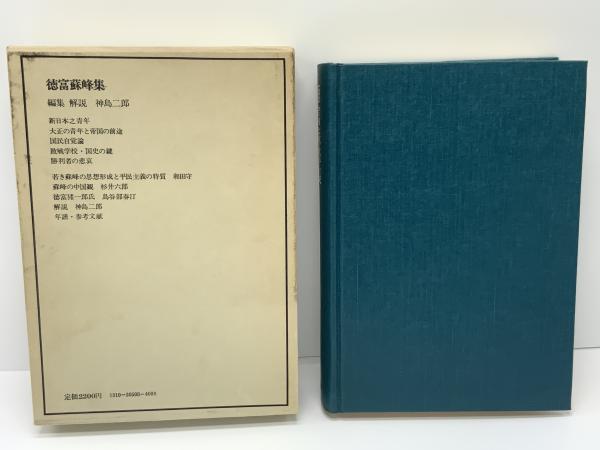 徳富蘇峰集
編集 解説 神島二郎
新日本之青年
大正の青年と帝国の前途
国民自覚論
敗戦学校・国史の鍵
勝利者の悲哀
若き蘇峰の思想形成と平民主義の特質 和田守
蘇峰の中国観 杉井六郎
徳富猪一郎氏 鳥谷部春汀
解説 神島二郎
年譜・参考文献
定価2200円